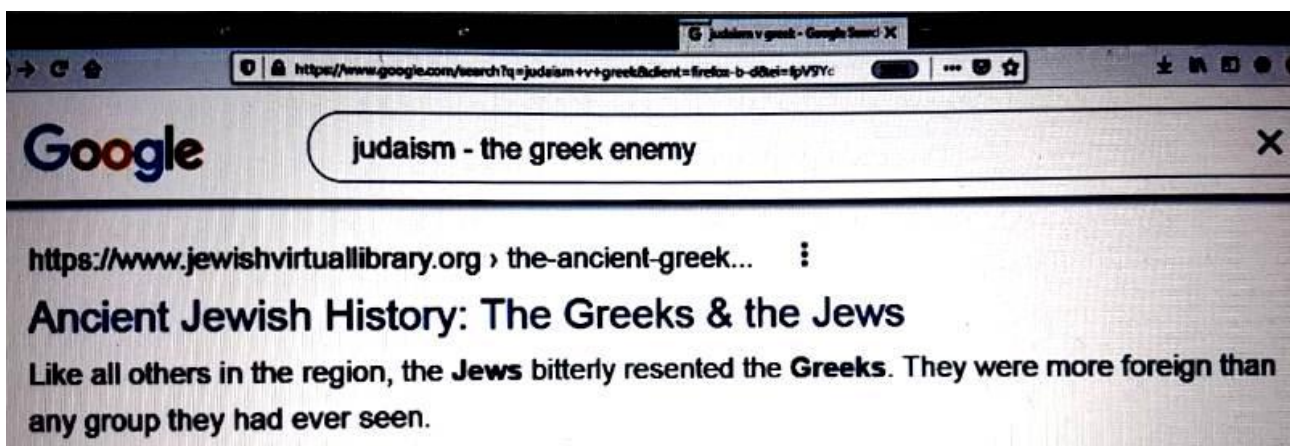 G judaism v greek - Google Search X
https://www.google.com/search?q=judaism+v+greek&client=firefox-b-d&ei=fpV9Yc
Google
judaism - the greek enemy
https://www.jewishvirtuallibrary.org › the-ancient-greek...
Ancient Jewish History: The Greeks & the Jews
Like all others in the region, the Jews bitterly resented the Greeks. They were more foreign than
any group they had ever seen.